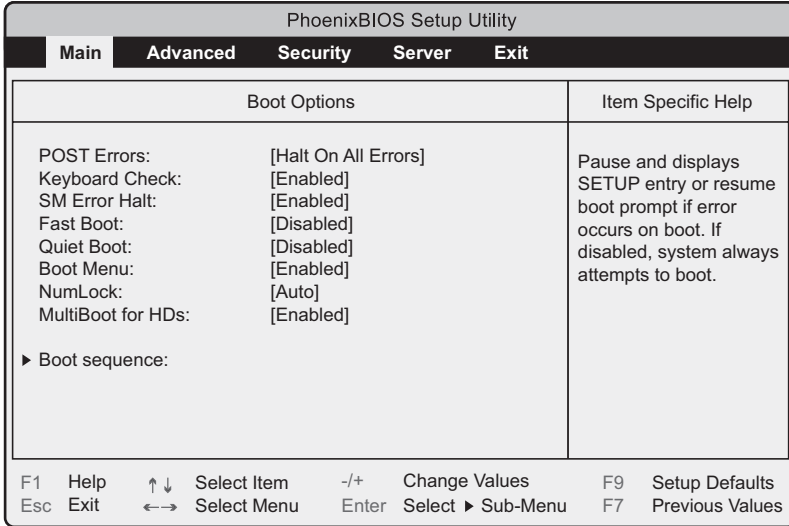 PhoenixBIOS Setup Utility
Main Advanced Security Server Exit
Boot Options
Item Specific Help
POST Errors: [Halt On All Errors]
Keyboard Check: [Enabled]
SM Error Halt: [Enabled]
Fast Boot: [Disabled]
Quiet Boot: [Disabled]
Boot Menu: [Enabled]
NumLock: [Auto]
MultiBoot for HDs: [Enabled]
▶ Boot sequence:
Pause and displays
SETUP entry or resume
boot prompt if error
occurs on boot. If
disabled, system always
attempts to boot.
F1 Help ↑↓ Select Item -/+ Change Values F9 Setup Defaults
Esc Exit ←→ Select Menu Enter Select ▶ Sub-Menu F7 Previous Values